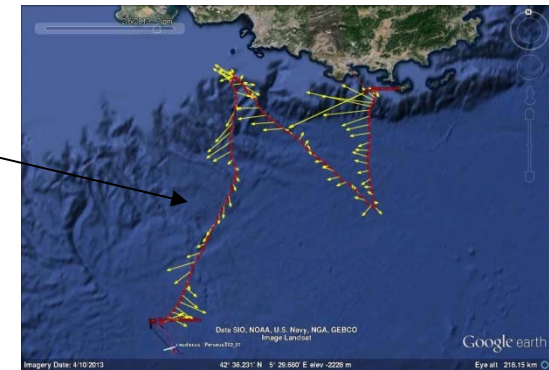 N
P
Data SIO, NOAA, U.S. Navy, NGA, GEBCO
Image Landsat
Google earth
Imagery Date: 4/10/2013 42° 36.231' N 5° 29.680' E elev -2228 m Eye alt 218.15 km